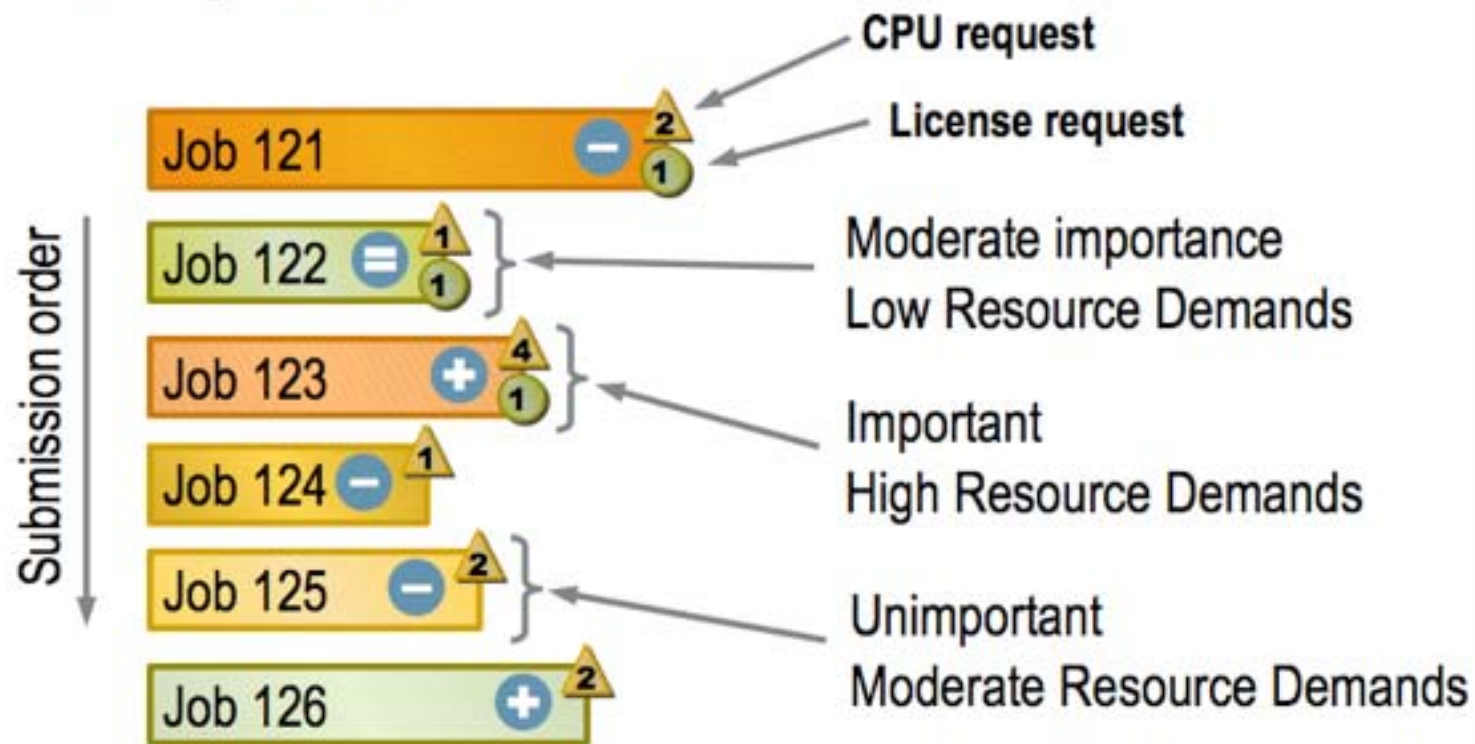 CPU request
License request
Job 121
2
1
Submission order
Job 122
1
1
Moderate importance
Low Resource Demands
Job 123
4
1
Important
High Resource Demands
Job 124
1
Job 125
2
Unimportant
Moderate Resource Demands
Job 126
2